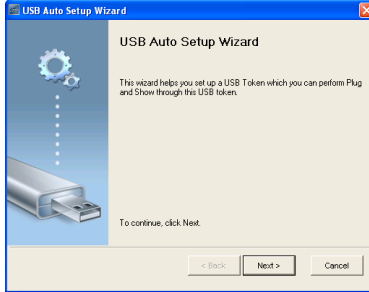 USB Auto Setup Wizard
USB Auto Setup Wizard
This wizard helps you set up a USB Token which you can perform Plug
and Show through this USB token.
To continue, click Next.
< Back
Next >
Cancel